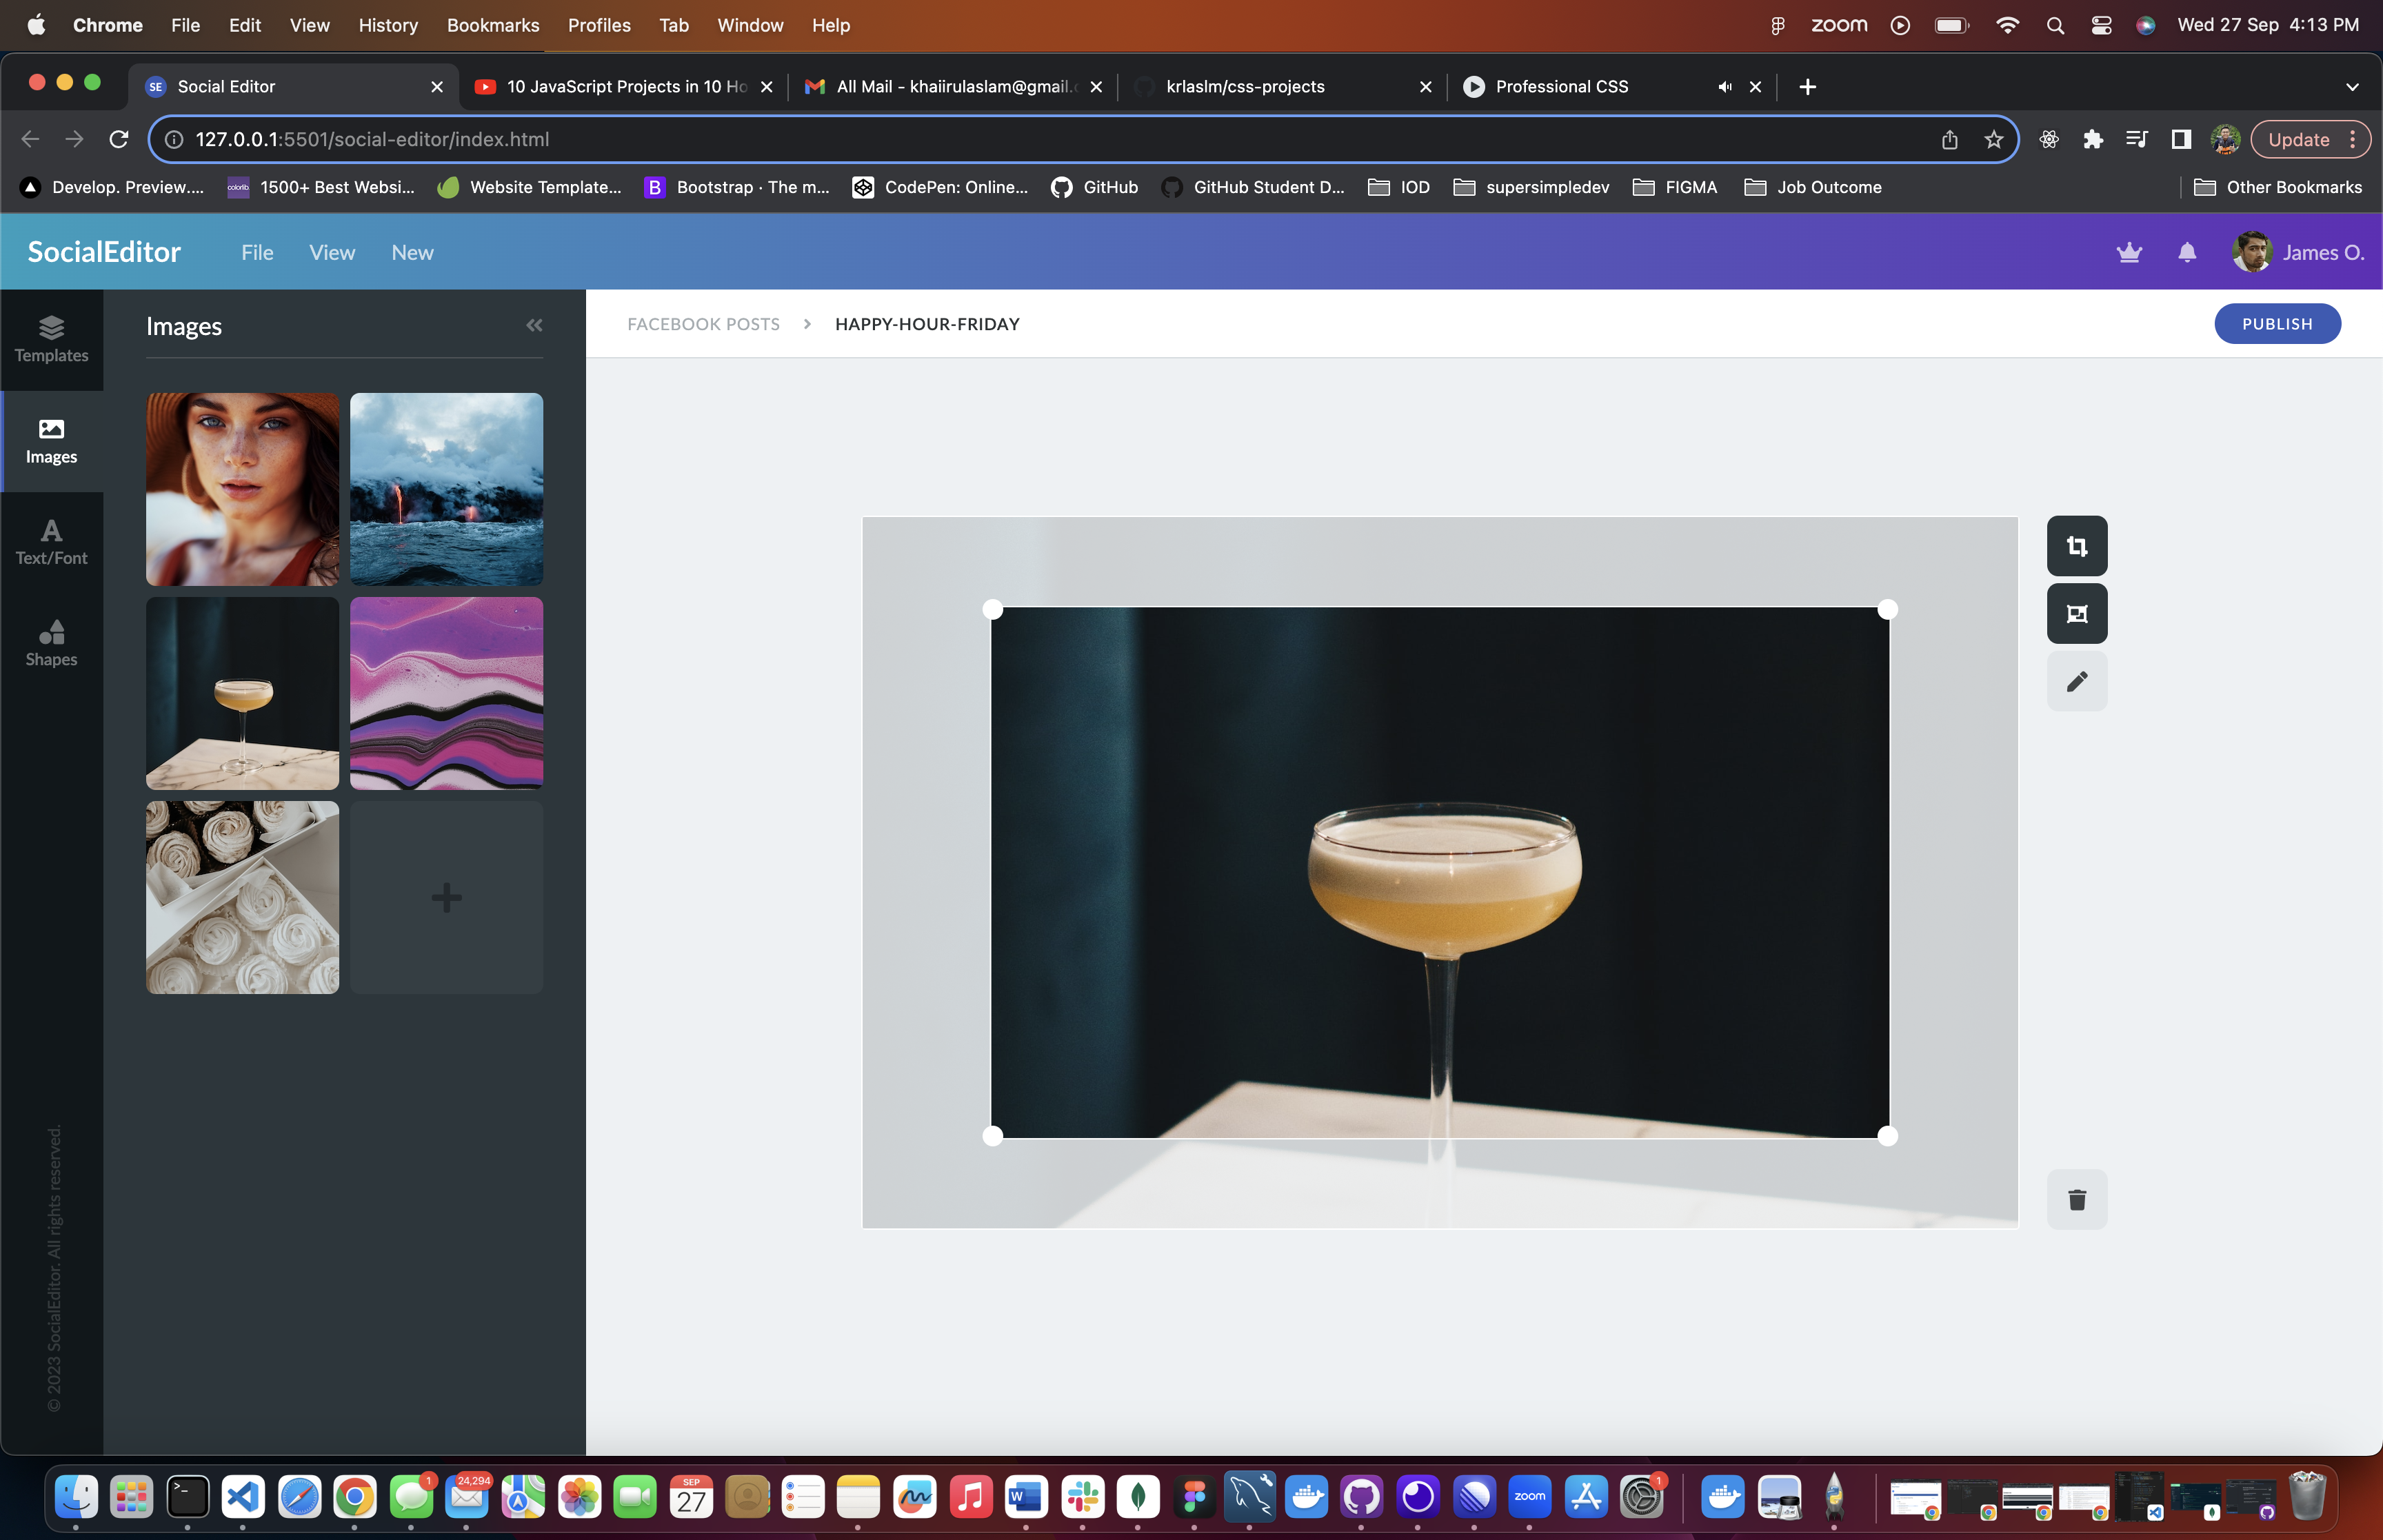 Chrome File Edit View History Bookmarks Profiles Tab Window Help zoom Wed 27 Sep 4:13 PM
SE Social Editor 10 JavaScript Projects in 10 Ho All Mail - khaiirulaslam@gmail. krlaslm/css-projects Professional CSS
127.0.0.1:5501/social-editor/index.html Update
Develop. Preview.... colorlib 1500+ Best Websi... Website Template... B Bootstrap · The m... CodePen: Online... GitHub GitHub Student D... IOD supersimpledev FIGMA Job Outcome Other Bookmarks
SocialEditor File View New James O.
Templates
Images
Text/Font
Shapes
© 2023 SocialEditor. All rights reserved.
Images
FACEBOOK POSTS HAPPY-HOUR-FRIDAY PUBLISH
1 24,294 SEP 27 W zoom 1